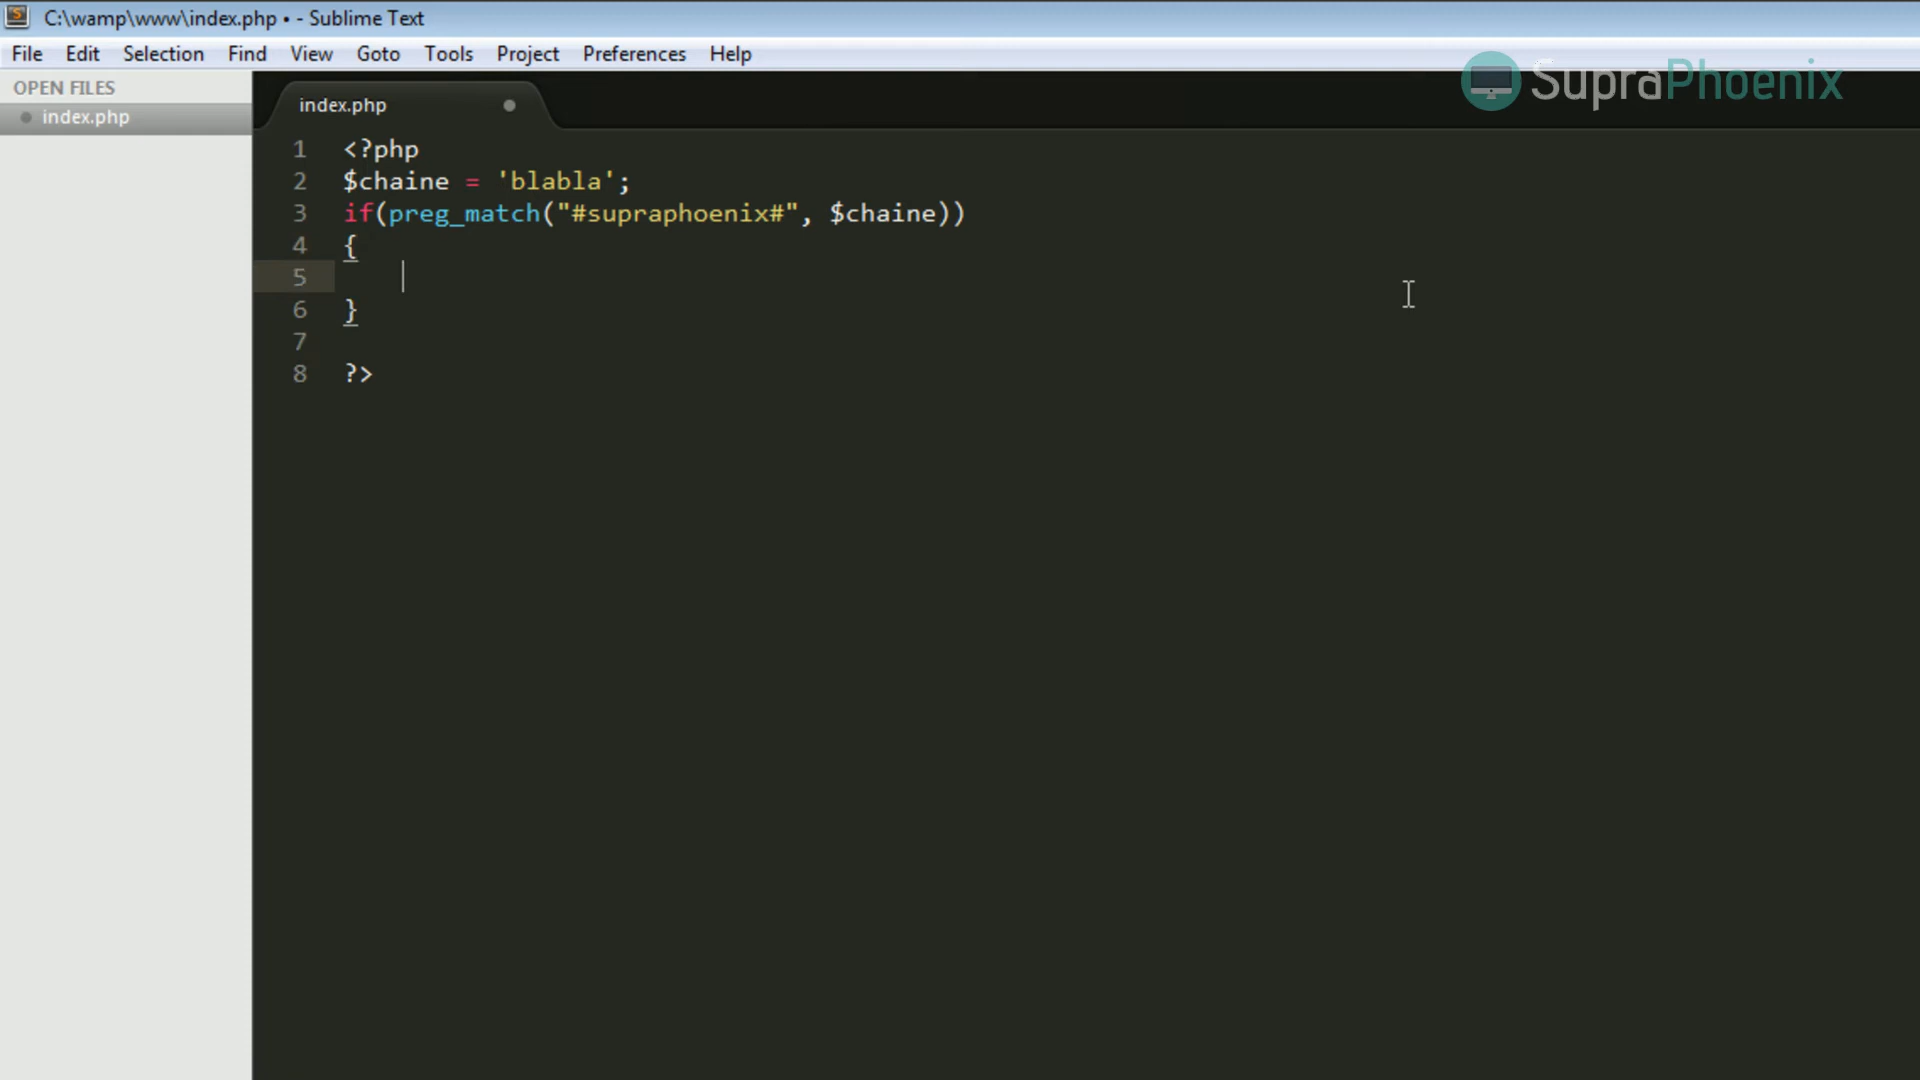 C:\wamp\www\index.php • - Sublime Text
File Edit Selection Find View Goto Tools Project Preferences Help
SupraPhoenix
OPEN FILES
index.php
index.php
1 <?php
2 $chaine = 'blabla';
3 if(preg_match("#supraphoenix#", $chaine))
4 {
5
6 }
7
8 ?>